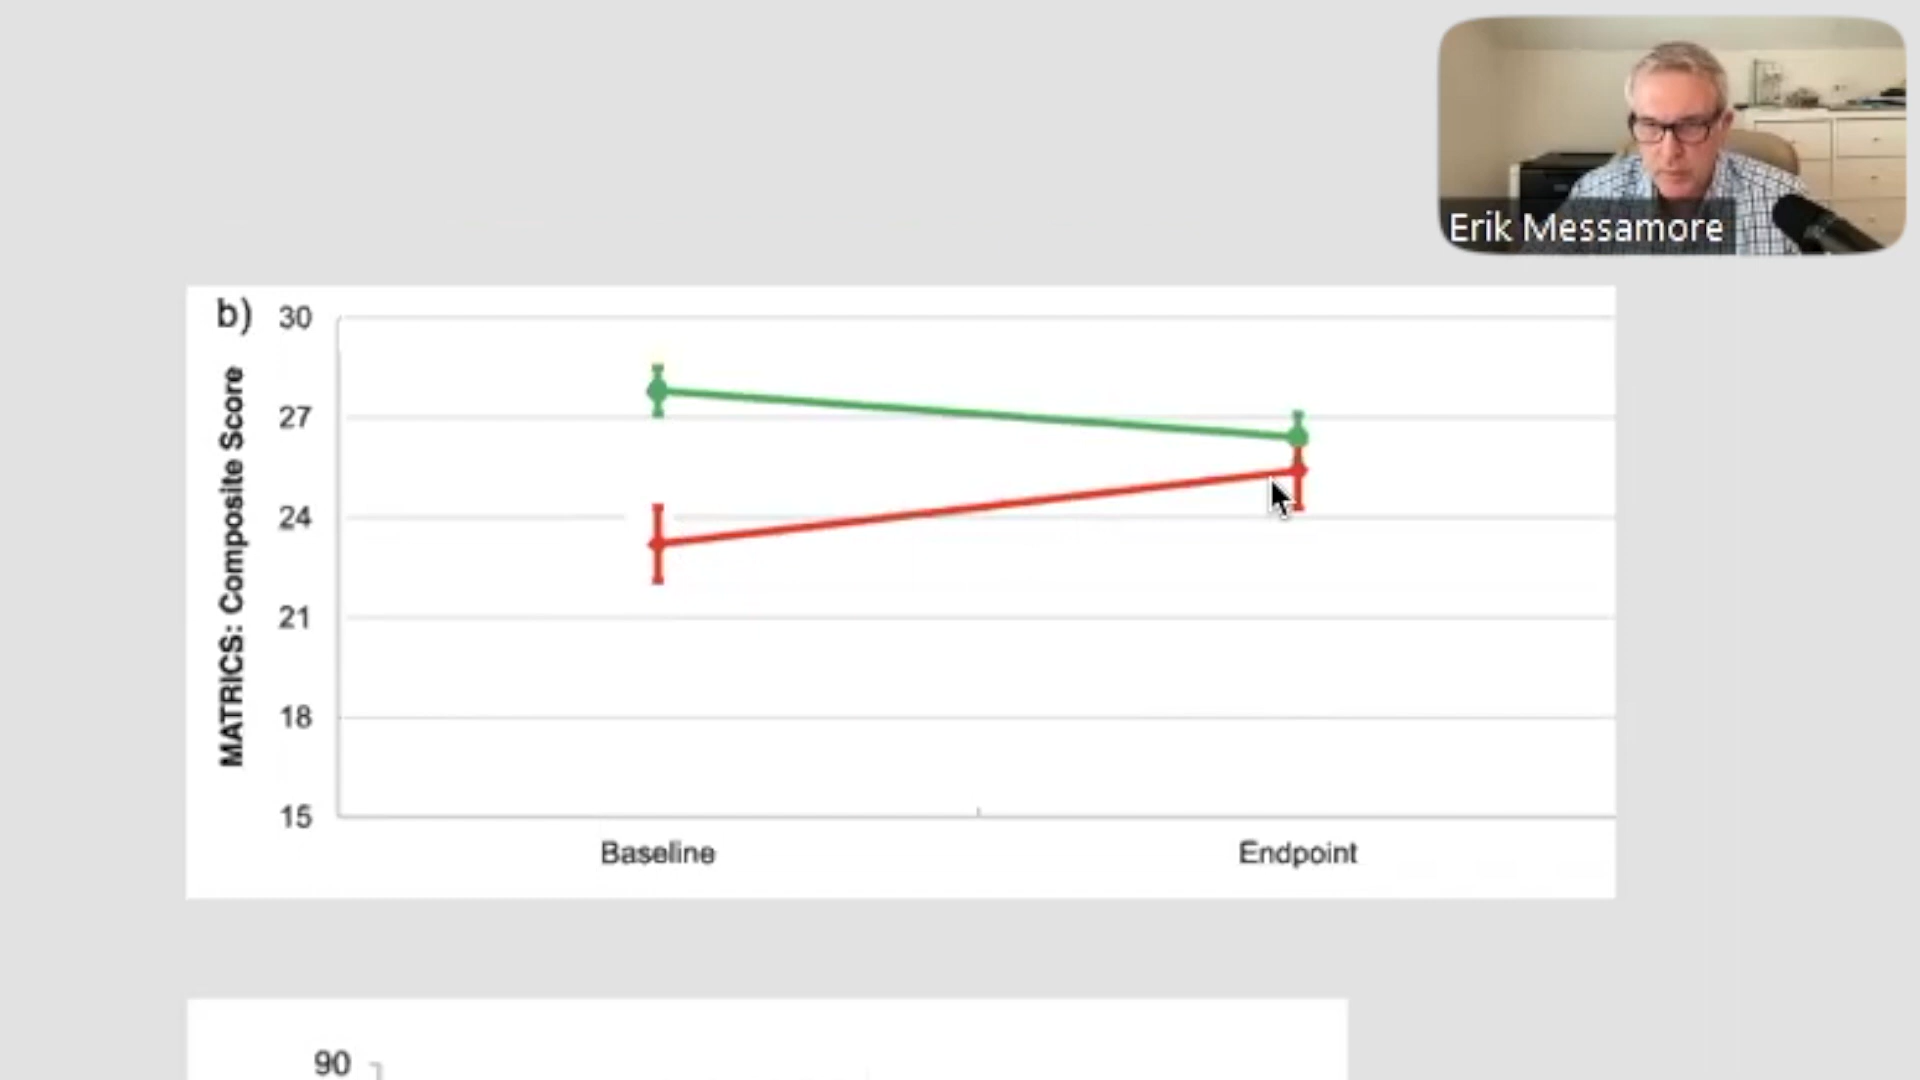 Erik Messamore
b)
MATRICS: Composite Score
30
27
24
21
18
15
Baseline
Endpoint
90